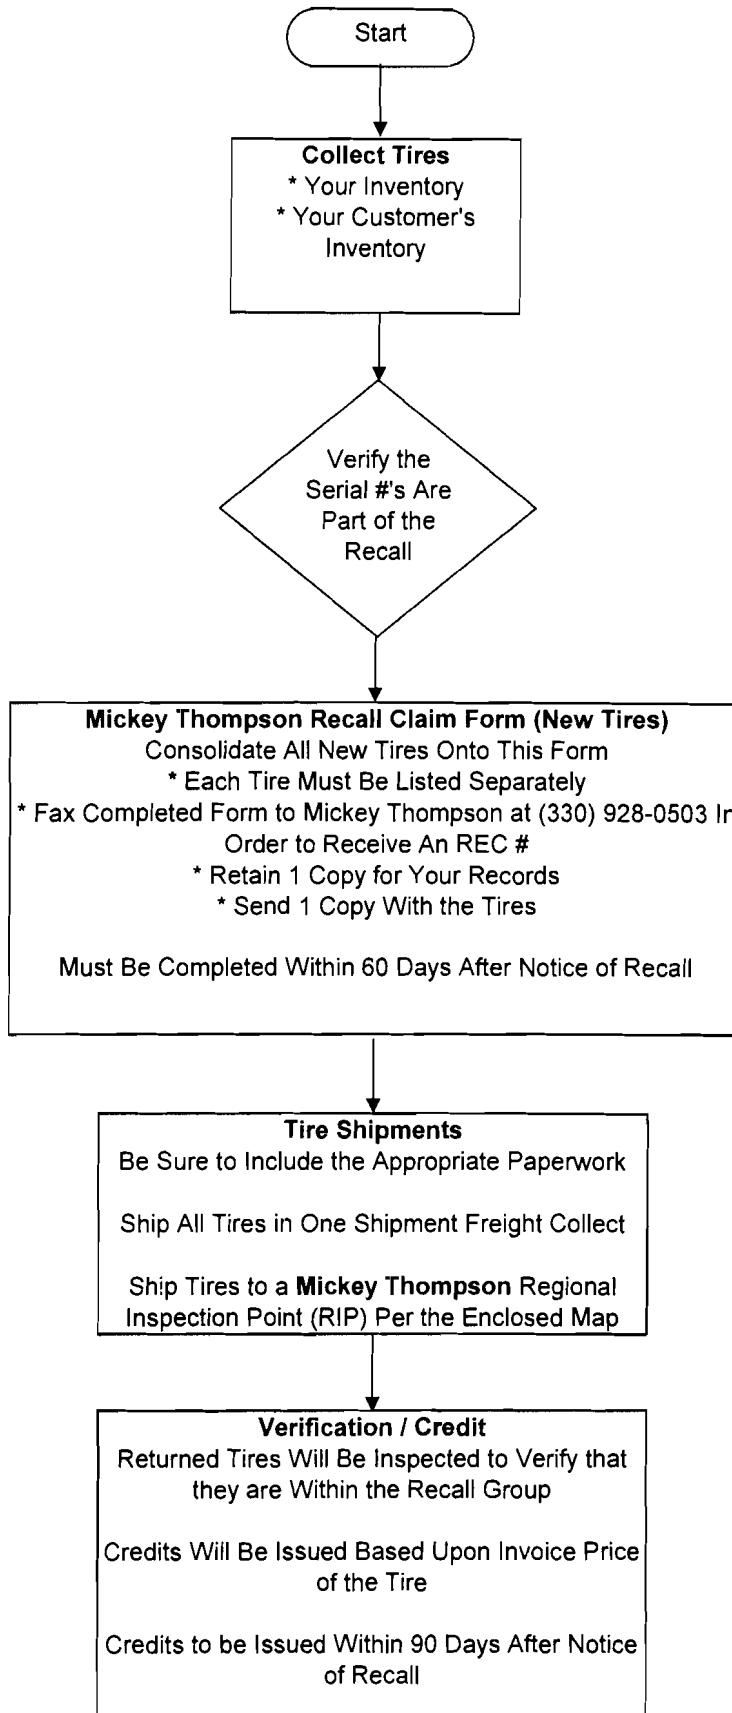 Start
Collect Tires
* Your Inventory
* Your Customer's
Inventory
Verify the
Serial #'s Are
Part of the
Recall
Mickey Thompson Recall Claim Form (New Tires)
Consolidate All New Tires Onto This Form
* Each Tire Must Be Listed Separately
* Fax Completed Form to Mickey Thompson at (330) 928-0503 In
Order to Receive An REC #
* Retain 1 Copy for Your Records
* Send 1 Copy With the Tires
Must Be Completed Within 60 Days After Notice of Recall
Tire Shipments
Be Sure to Include the Appropriate Paperwork
Ship All Tires in One Shipment Freight Collect
Ship Tires to a Mickey Thompson Regional
Inspection Point (RIP) Per the Enclosed Map
Verification / Credit
Returned Tires Will Be Inspected to Verify that
they are Within the Recall Group
Credits Will Be Issued Based Upon Invoice Price
of the Tire
Credits to be Issued Within 90 Days After Notice
of Recall